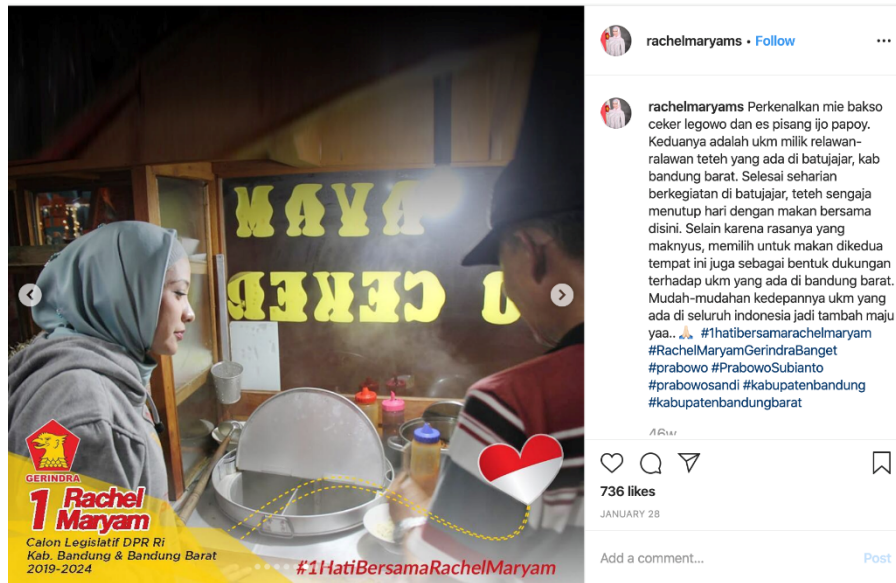 MAYA
CEKED O
GERINDRA
1 Rachel
Maryam
Calon Legislatif DPR Ri
Kab. Bandung & Bandung Barat
2019-2024
#1HatiBersamaRachelMaryam
rachelmaryams • Follow
rachelmaryams Perkenalkan mie bakso
ceker legowo dan es pisang ijo papoy.
Keduanya adalah ukm milik relawan-
ralawan teteh yang ada di batujajar, kab
bandung barat. Selesai seharian
berkegiatan di batujajar, teteh sengaja
menutup hari dengan makan bersama
disini. Selain karena rasanya yang
maknyus, memilih untuk makan dikedua
tempat ini juga sebagai bentuk dukungan
terhadap ukm yang ada di bandung barat.
Mudah-mudahan kedepannya ukm yang
ada di seluruh indonesia jadi tambah maju
yaa.. 🙏🏻 #1hatibersamarachelmaryam
#RachelMaryamGerindraBanget
#prabowo #PrabowoSubianto
#prabowosandi #kabupatenbandung
#kabupatenbandungbarat
46w
736 likes
JANUARY 28
Add a comment...
Post